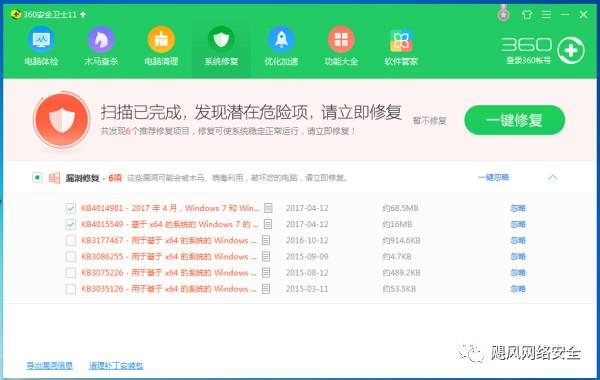 360安全卫士11
电脑体检 木马查杀 电脑清理 系统修复 优化加速 功能大全 软件管家
360
登录360帐号
扫描已完成，发现潜在危险项，请立即修复
共发现6个推荐修复项目，修复可使系统稳定正常运行，请立即修复！
暂不修复
一键修复
漏洞修复 - 6项 这些漏洞可能会被木马、病毒利用，破坏您的电脑，请立即修复。 一键忽略
KB4014981 - 2017 年 4 月，Windows 7 和 Win... 2017-04-12 约68.5MB 忽略
KB4015549 - 基于 x64 的系统的 Windows 7 的 ... 2017-04-12 约16MB 忽略
KB3177467 - 用于基于 x64 的系统的 Windows ... 2016-10-12 约914.6KB 忽略
KB3086255 - 用于基于 x64 的系统的 Windows ... 2015-09-09 约4.7KB 忽略
KB3075226 - 用于基于 x64 的系统的 Windows ... 2015-08-12 约489.2KB 忽略
KB3035126 - 用于基于 x64 的系统的 Windows ... 2015-03-11 约53.5KB 忽略
导出漏洞信息 清理补丁安装包
飓风网络安全